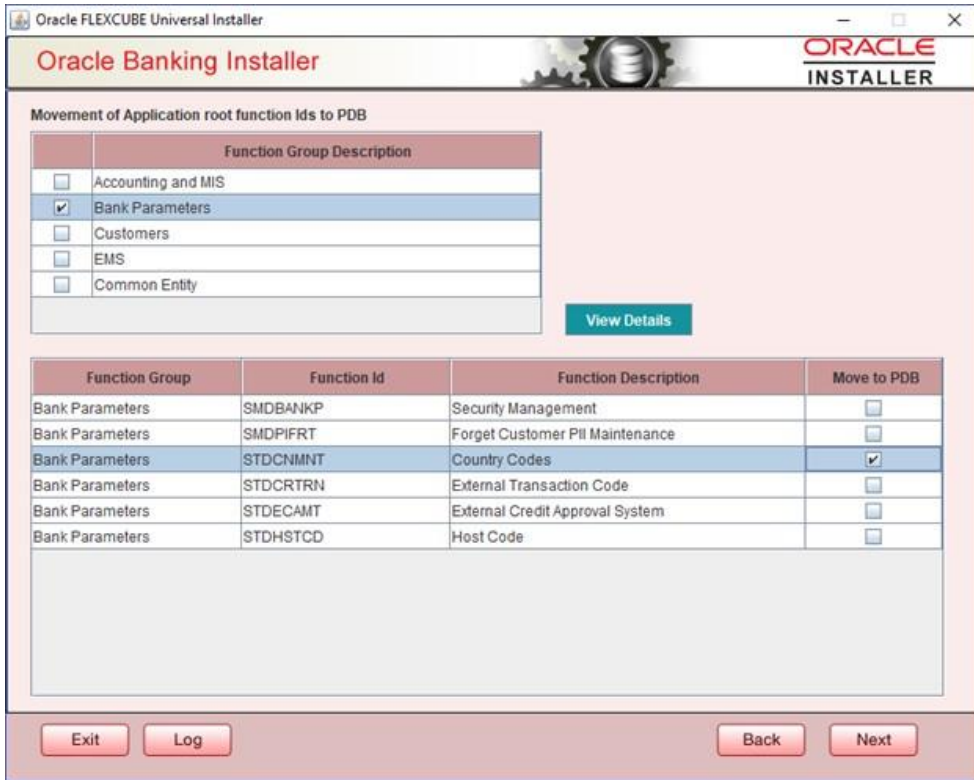 Oracle FLEXCUBE Universal Installer
Oracle Banking Installer
ORACLE
INSTALLER
Movement of Application root function Ids to PDB
Function Group Description
Accounting and MIS
Bank Parameters
Customers
EMS
Common Entity
View Details
Function Group Function Id Function Description Move to PDB
Bank Parameters SMDBANKP Security Management
Bank Parameters SMDPIFRT Forget Customer PII Maintenance
Bank Parameters STDCNMNT Country Codes
Bank Parameters STDCRTRN External Transaction Code
Bank Parameters STDECAMT External Credit Approval System
Bank Parameters STDHSTCD Host Code
Exit Log Back Next